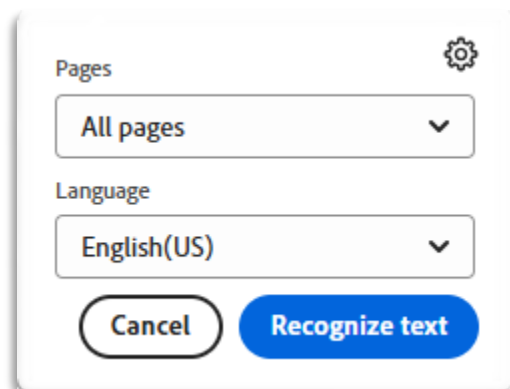 Pages
All pages
Language
English(US)
Cancel
Recognize text